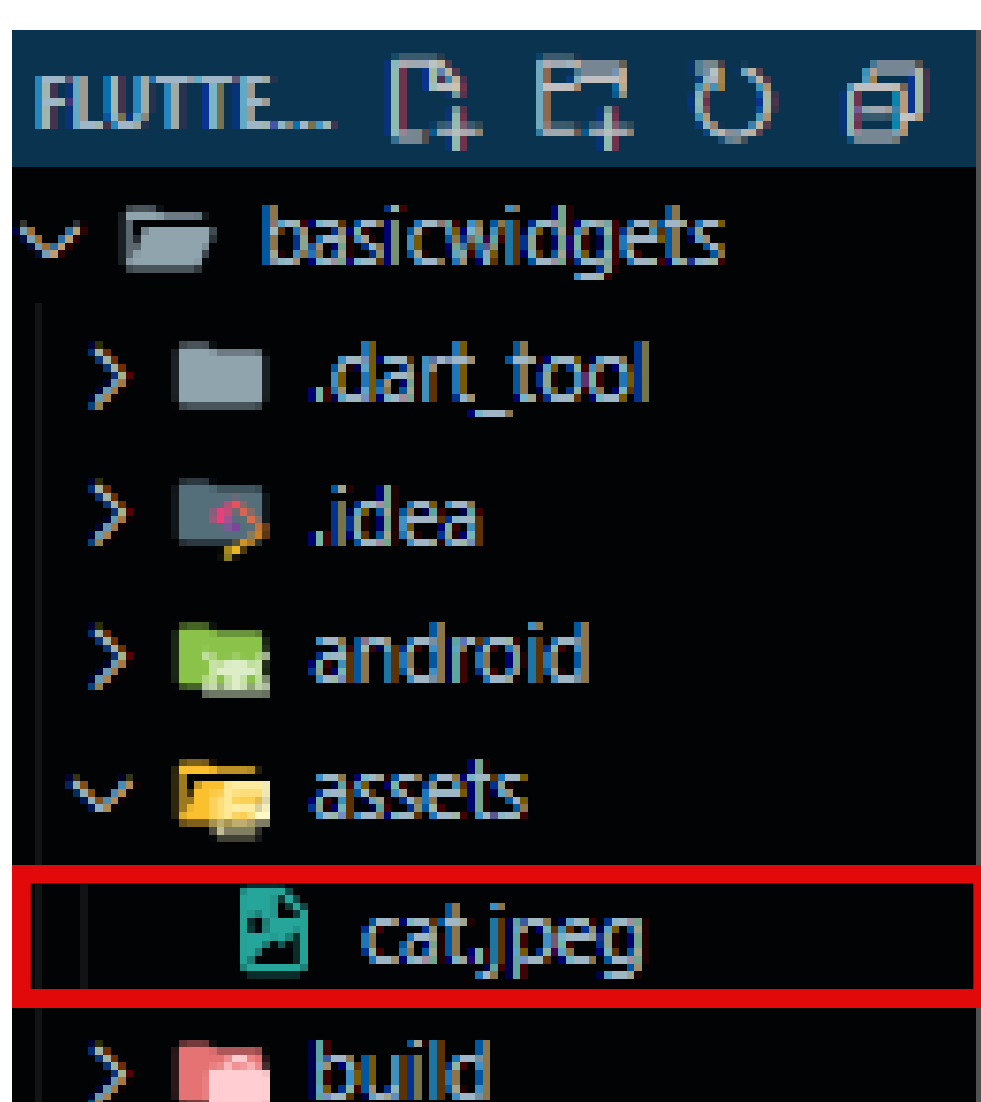 FLUTTE...
basicwidgets
.dart_tool
.idea
android
assets
cat.jpeg
build